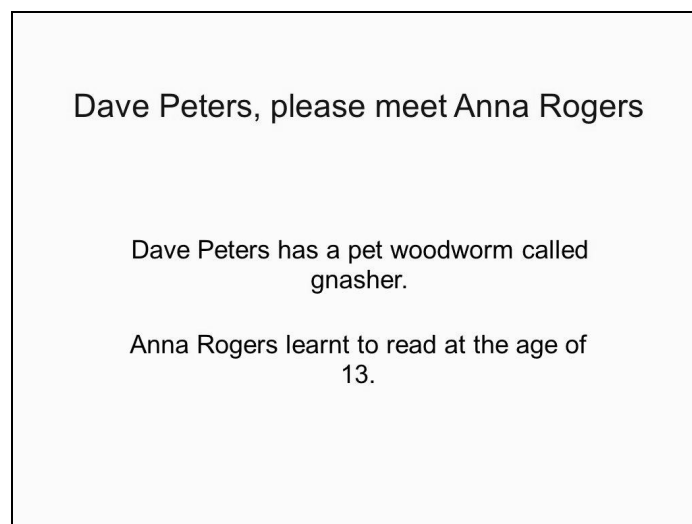 Dave Peters, please meet Anna Rogers
Dave Peters has a pet woodworm called
gnasher.
Anna Rogers learnt to read at the age of
13.